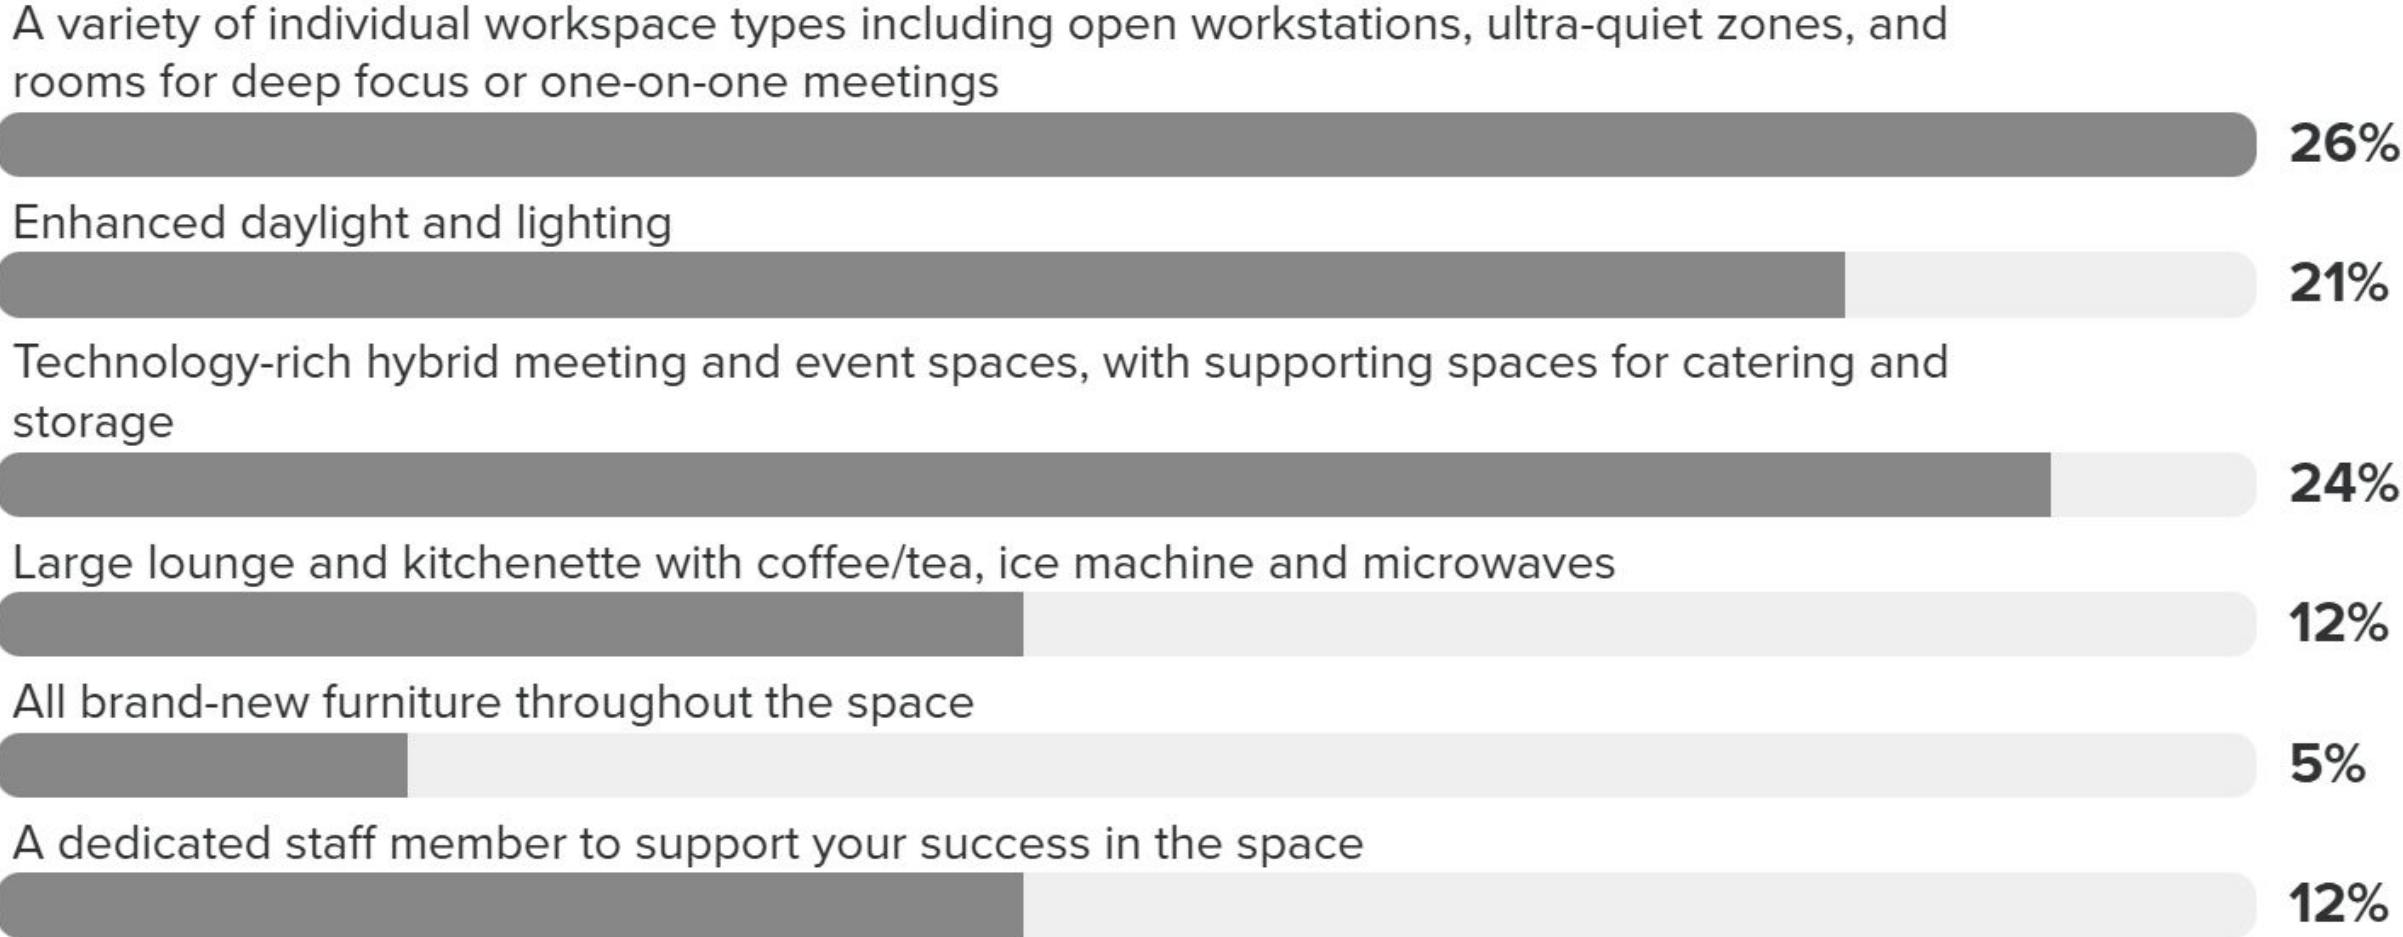 A variety of individual workspace types including open workstations, ultra-quiet zones, and
rooms for deep focus or one-on-one meetings
26%
Enhanced daylight and lighting
21%
Technology-rich hybrid meeting and event spaces, with supporting spaces for catering and
storage
24%
Large lounge and kitchenette with coffee/tea, ice machine and microwaves
12%
All brand-new furniture throughout the space
5%
A dedicated staff member to support your success in the space
12%